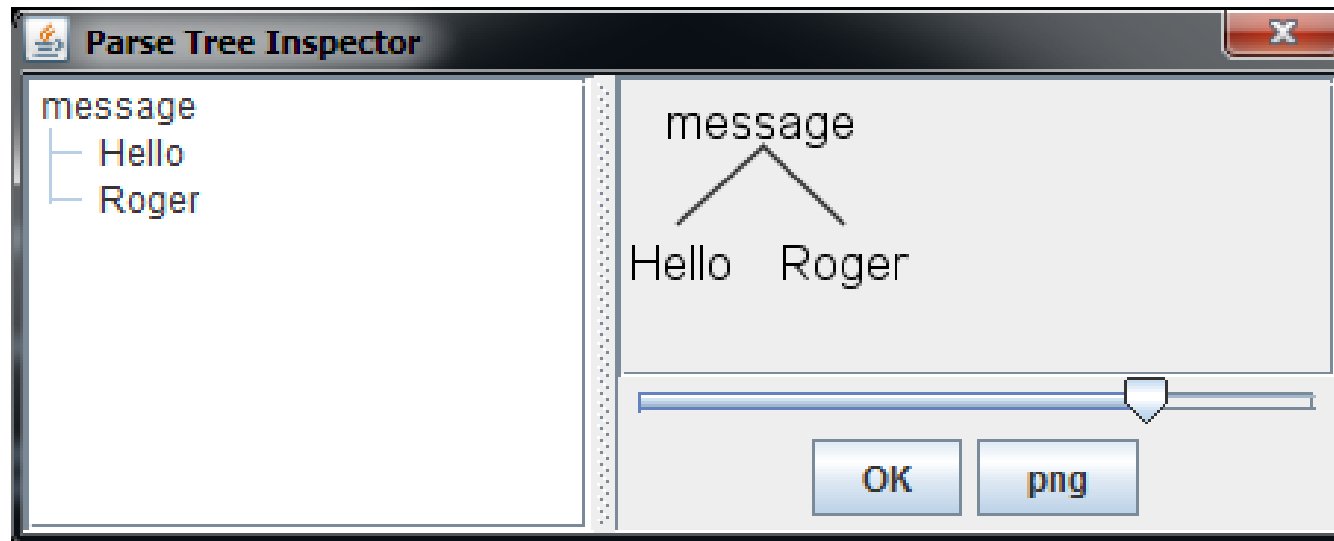 Parse Tree Inspector
message
Hello
Roger
message
Hello Roger
OK png